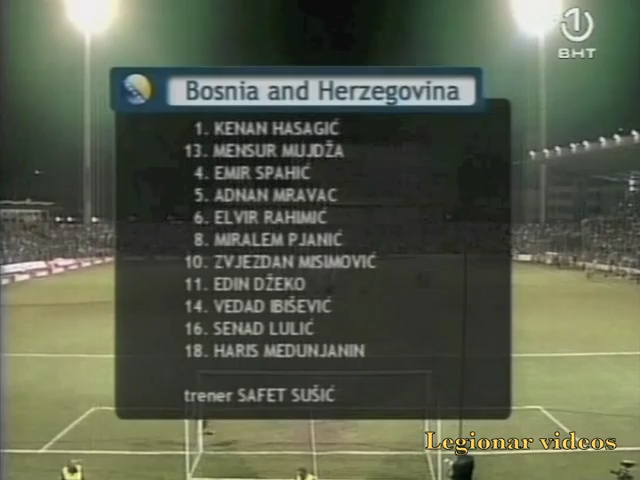 1
BHT
Bosnia and Herzegovina
1. KENAN HASAGIĆ
13. MENSUR MUJDŽA
4. EMIR SPAHIĆ
5. ADNAN MRAVAC
6. ELVIR RAHIMIĆ
8. MIRALEM PJANIĆ
10. ZVJEZDAN MISIMOVIĆ
11. EDIN DŽEKO
14. VEDAD IBIŠEVIĆ
16. SENAD LULIĆ
18. HARIS MEDUNJANIN
trener SAFET SUŠIĆ
Legionar videos